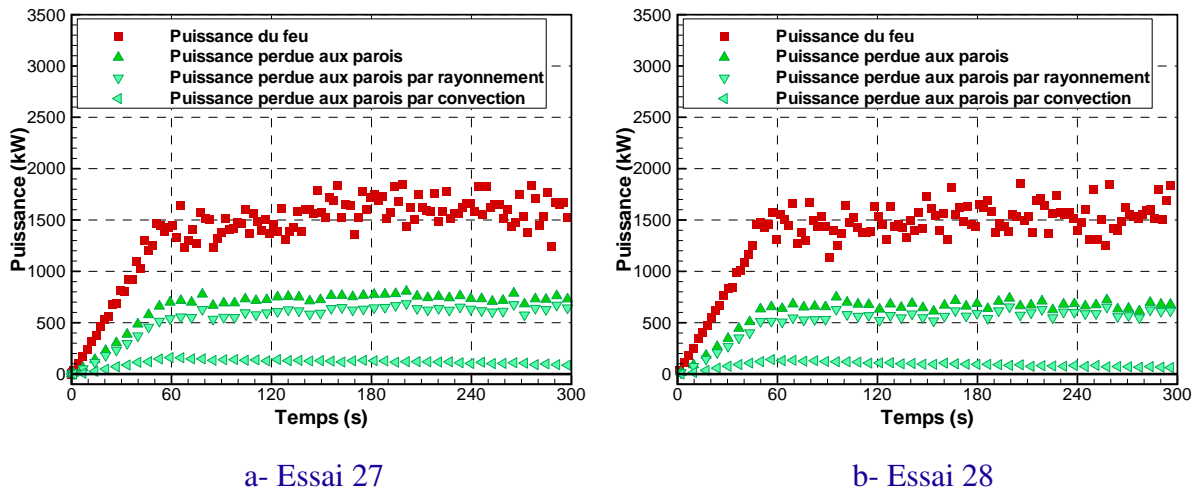 3500
3000
2500
2000
1500
1000
500
0
Puissance (kW)
Puissance du feu
Puissance perdue aux parois
Puissance perdue aux parois par rayonnement
Puissance perdue aux parois par convection
0 60 120 180 240 300
Temps (s)
a- Essai 27
3500
3000
2500
2000
1500
1000
500
0
Puissance (kW)
Puissance du feu
Puissance perdue aux parois
Puissance perdue aux parois par rayonnement
Puissance perdue aux parois par convection
0 60 120 180 240 300
Temps (s)
b- Essai 28